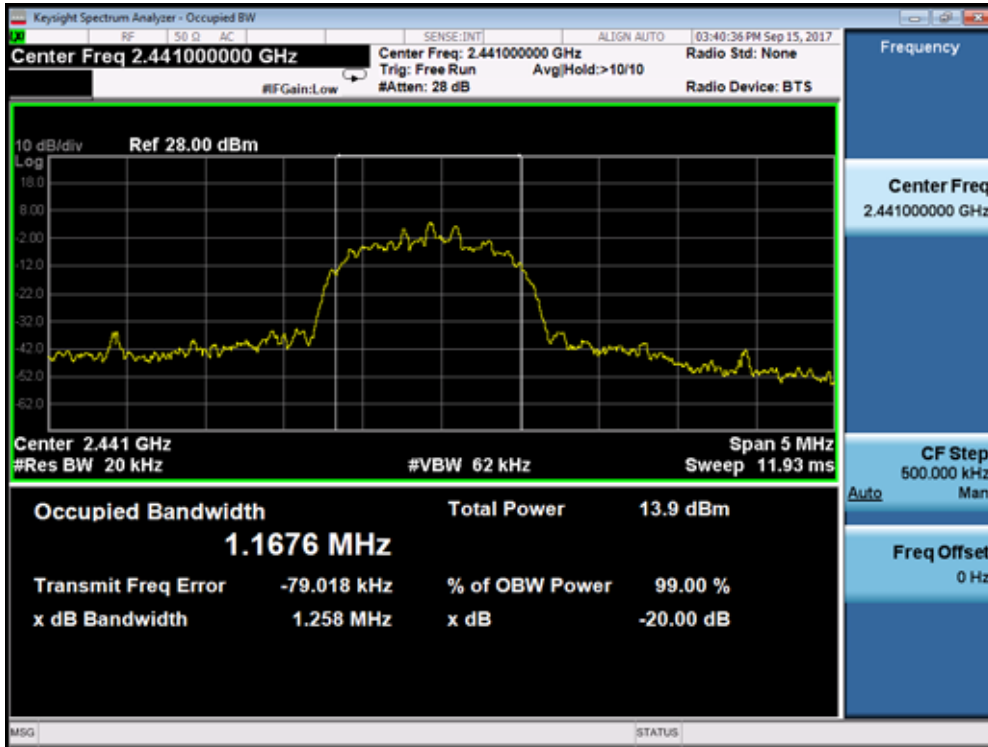 Keysight Spectrum Analyzer - Occupied BW
RF 50 Ω AC SENSE:INT ALIGN AUTO 03:40:36 PM Sep 15, 2017
Center Freq 2.441000000 GHz
Center Freq: 2.441000000 GHz Radio Std: None
Trig: Free Run Avg|Hold:>10/10
#IFGain:Low #Atten: 28 dB Radio Device: BTS
10 dB/div Ref 28.00 dBm
Log
18.0
8.00
-2.00
-12.0
-22.0
-32.0
-42.0
-52.0
-62.0
Center 2.441 GHz Span 5 MHz
#Res BW 20 kHz #VBW 62 kHz Sweep 11.93 ms
Occupied Bandwidth Total Power 13.9 dBm
1.1676 MHz
Transmit Freq Error -79.018 kHz % of OBW Power 99.00 %
x dB Bandwidth 1.258 MHz x dB -20.00 dB
MSG STATUS
Frequency
Center Freq
2.441000000 GHz
CF Step
500.000 kHz
Auto Man
Freq Offset
0 Hz